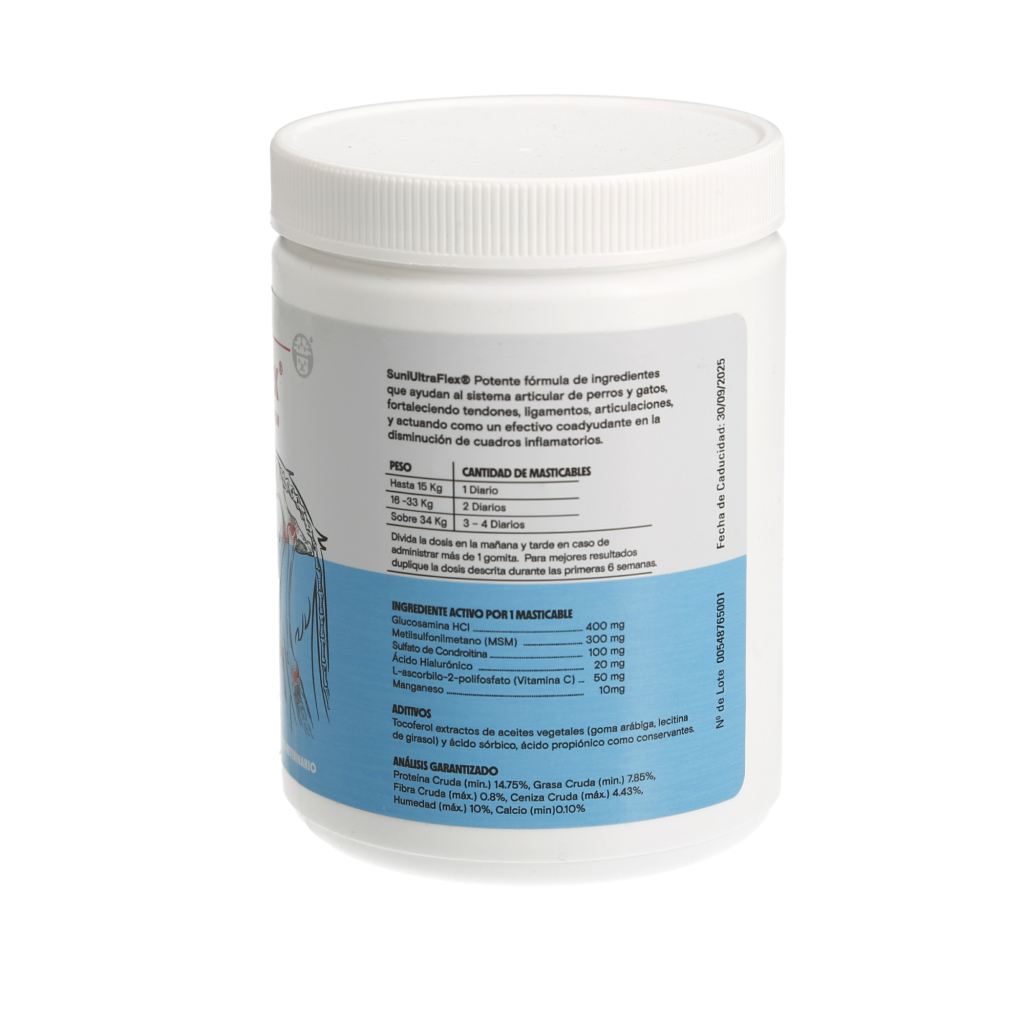 SuniUltraFlex® Potente fórmula de ingredientes
que ayudan al sistema articular de perros y gatos,
fortaleciendo tendones, ligamentos, articulaciones,
y actuando como un efectivo coadyudante en la
disminución de cuadros inflamatorios.
PESO CANTIDAD DE MASTICABLES
Hasta 15 Kg 1 Diario
16 -33 Kg 2 Diarios
Sobre 34 Kg 3 - 4 Diarios
Divida la dosis en la mañana y tarde en caso de
administrar más de 1 gomita. Para mejores resultados
duplique la dosis descrita durante las primeras 6 semanas.
INGREDIENTE ACTIVO POR 1 MASTICABLE
Glucosamina HCl 400 mg
Metilsulfonilmetano (MSM) 300 mg
Sulfato de Condroitina 100 mg
Ácido Hialurónico 20 mg
L-ascorbilo-2-polifosfato (Vitamina C) 50 mg
Manganeso 10mg
ADITIVOS
Tocoferol extractos de aceites vegetales (goma arábiga, lecitina
de girasol) y ácido sórbico, ácido propiónico como conservantes.
ANÁLISIS GARANTIZADO
Proteína Cruda (min.) 14.75%, Grasa Cruda (min.) 7.85%,
Fibra Cruda (máx.) 0.8%, Ceniza Cruda (máx.) 4.43%,
Humedad (máx.) 10%, Calcio (min)0.10%
Fecha de Caducidad: 30/09/2025
Nº de Lote 00548765001